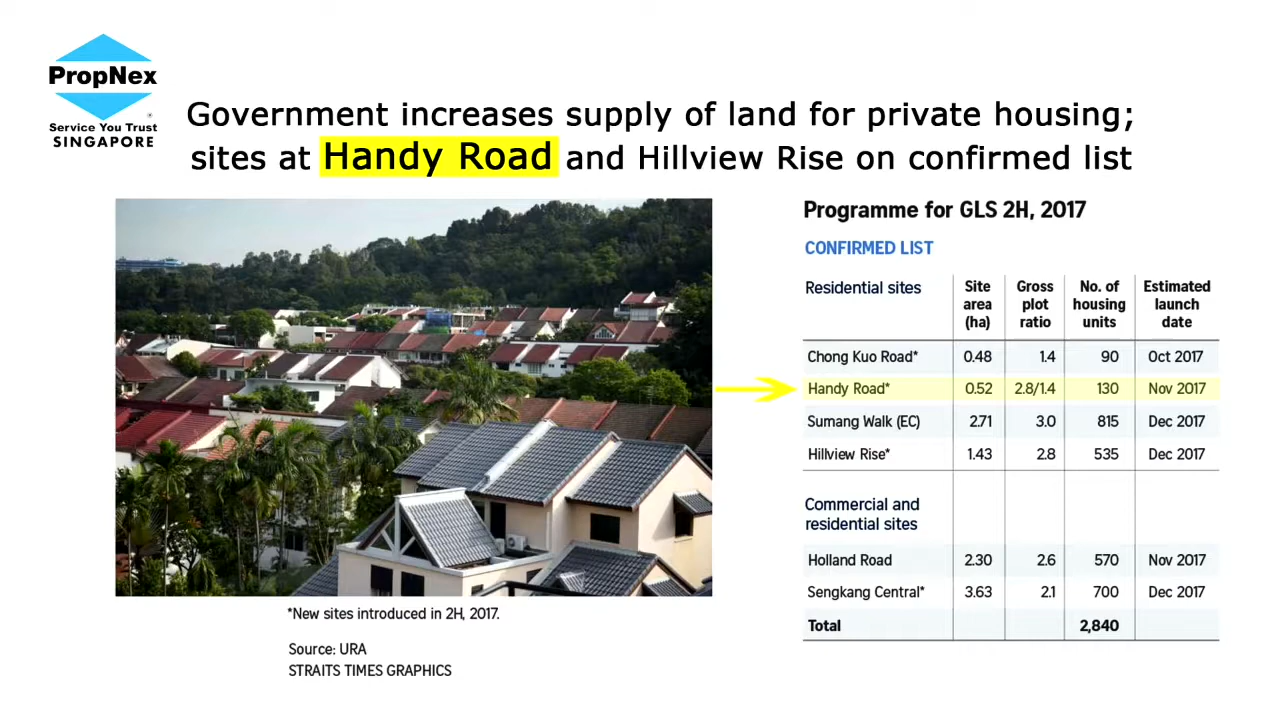 PropNex
Service You Trust
SINGAPORE
Government increases supply of land for private housing;
sites at Handy Road and Hillview Rise on confirmed list
Programme for GLS 2H, 2017
CONFIRMED LIST
Residential sites Site area (ha) Gross plot ratio No. of housing units Estimated launch date
Chong Kuo Road* 0.48 1.4 90 Oct 2017
Handy Road* 0.52 2.8/1.4 130 Nov 2017
Sumang Walk (EC) 2.71 3.0 815 Dec 2017
Hillview Rise* 1.43 2.8 535 Dec 2017
Commercial and
residential sites
Holland Road 2.30 2.6 570 Nov 2017
Sengkang Central* 3.63 2.1 700 Dec 2017
Total 2,840
*New sites introduced in 2H, 2017.
Source: URA
STRAITS TIMES GRAPHICS